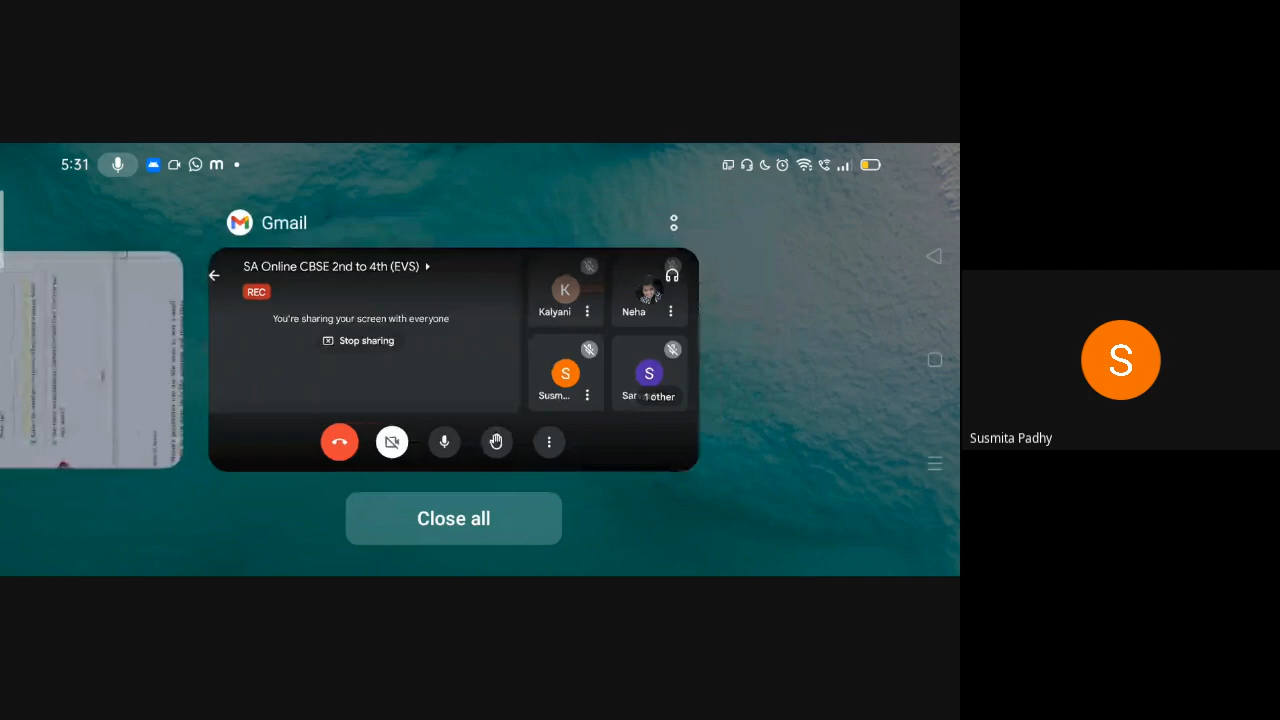 5:31
Gmail
SA Online CBSE 2nd to 4th (EVS)
REC
You're sharing your screen with everyone
Stop sharing
K
Kalyani
Neha
S
Susm...
S
1 other
Close all
S
Susmita Padhy